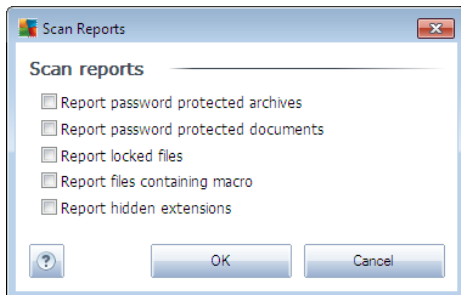 Scan Reports
Scan reports
Report password protected archives
Report password protected documents
Report locked files
Report files containing macro
Report hidden extensions
? OK Cancel